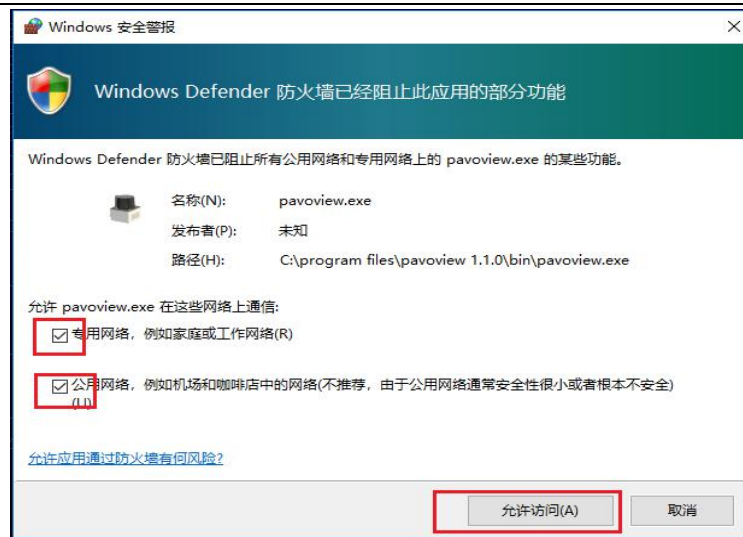 Windows 安全警报
Windows Defender 防火墙已经阻止此应用的部分功能
Windows Defender 防火墙已阻止所有公用网络和专用网络上的 pavoview.exe 的某些功能。
名称(N): pavoview.exe
发布者(P): 未知
路径(H): C:\program files\pavoview 1.1.0\bin\pavoview.exe
允许 pavoview.exe 在这些网络上通信:
专用网络，例如家庭或工作网络(R)
公用网络，例如机场和咖啡店中的网络(不推荐，由于公用网络通常安全性很小或者根本不安全)
(U)
允许应用通过防火墙有何风险?
允许访问(A) 取消